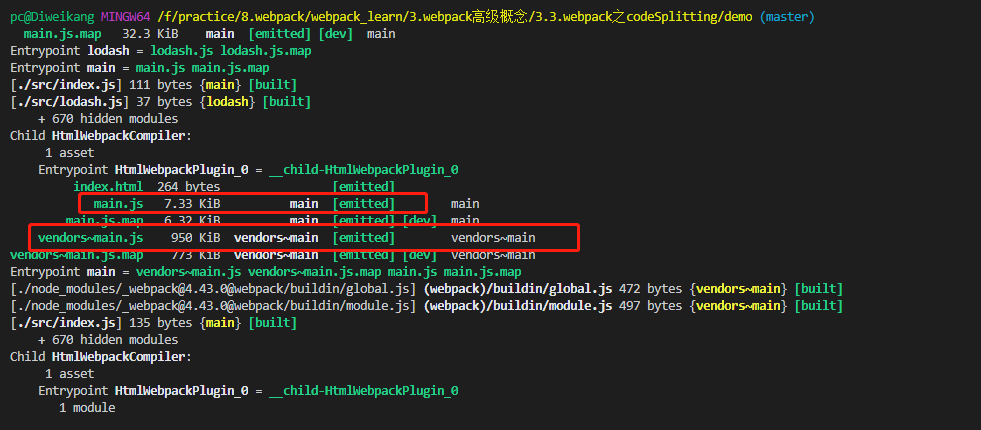 pc@Diweikang MINGW64 /f/practice/8.webpack/webpack_learn/3.webpack高级概念/3.3.webpack之codeSplitting/demo (master)
main.js.map 32.3 KiB main [emitted] [dev] main
Entrypoint lodash = lodash.js lodash.js.map
Entrypoint main = main.js main.js.map
[./src/index.js] 111 bytes {main} [built]
[./src/lodash.js] 37 bytes {lodash} [built]
+ 670 hidden modules
Child HtmlWebpackCompiler:
1 asset
Entrypoint HtmlWebpackPlugin_0 = __child-HtmlWebpackPlugin_0
index.html 264 bytes [emitted]
main.js 7.33 KiB main [emitted] main
main.js.map 6.32 KiB main [emitted] [dev] main
vendors~main.js 950 KiB vendors~main [emitted] vendors~main
vendors~main.js.map 773 KiB vendors~main [emitted] [dev] vendors~main
Entrypoint main = vendors~main.js vendors~main.js.map main.js main.js.map
[./node_modules/_webpack@4.43.0@webpack/buildin/global.js] (webpack)/buildin/global.js 472 bytes {vendors~main} [built]
[./node_modules/_webpack@4.43.0@webpack/buildin/module.js] (webpack)/buildin/module.js 497 bytes {vendors~main} [built]
[./src/index.js] 135 bytes {main} [built]
+ 670 hidden modules
Child HtmlWebpackCompiler:
1 asset
Entrypoint HtmlWebpackPlugin_0 = __child-HtmlWebpackPlugin_0
1 module